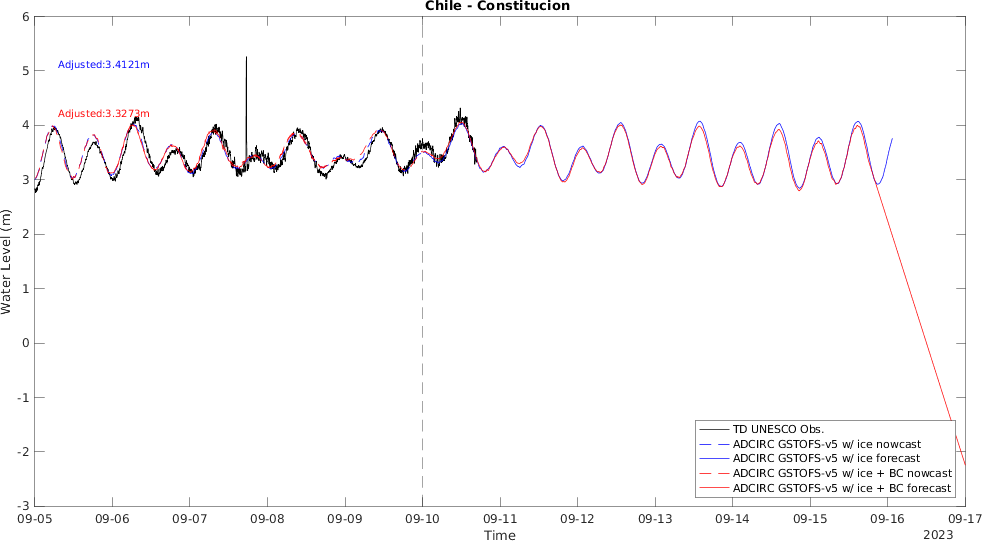 Chile - Constitucion
6
5
4
3
2
1
0
-1
-2
-3
Water Level (m)
Adjusted:3.4121m
Adjusted:3.3273m
TD UNESCO Obs.
ADCIRC GSTOFS-v5 w/ ice nowcast
ADCIRC GSTOFS-v5 w/ ice forecast
ADCIRC GSTOFS-v5 w/ ice + BC nowcast
ADCIRC GSTOFS-v5 w/ ice + BC forecast
09-05 09-06 09-07 09-08 09-09 09-10 09-11 09-12 09-13 09-14 09-15 09-16 09-17
Time
2023